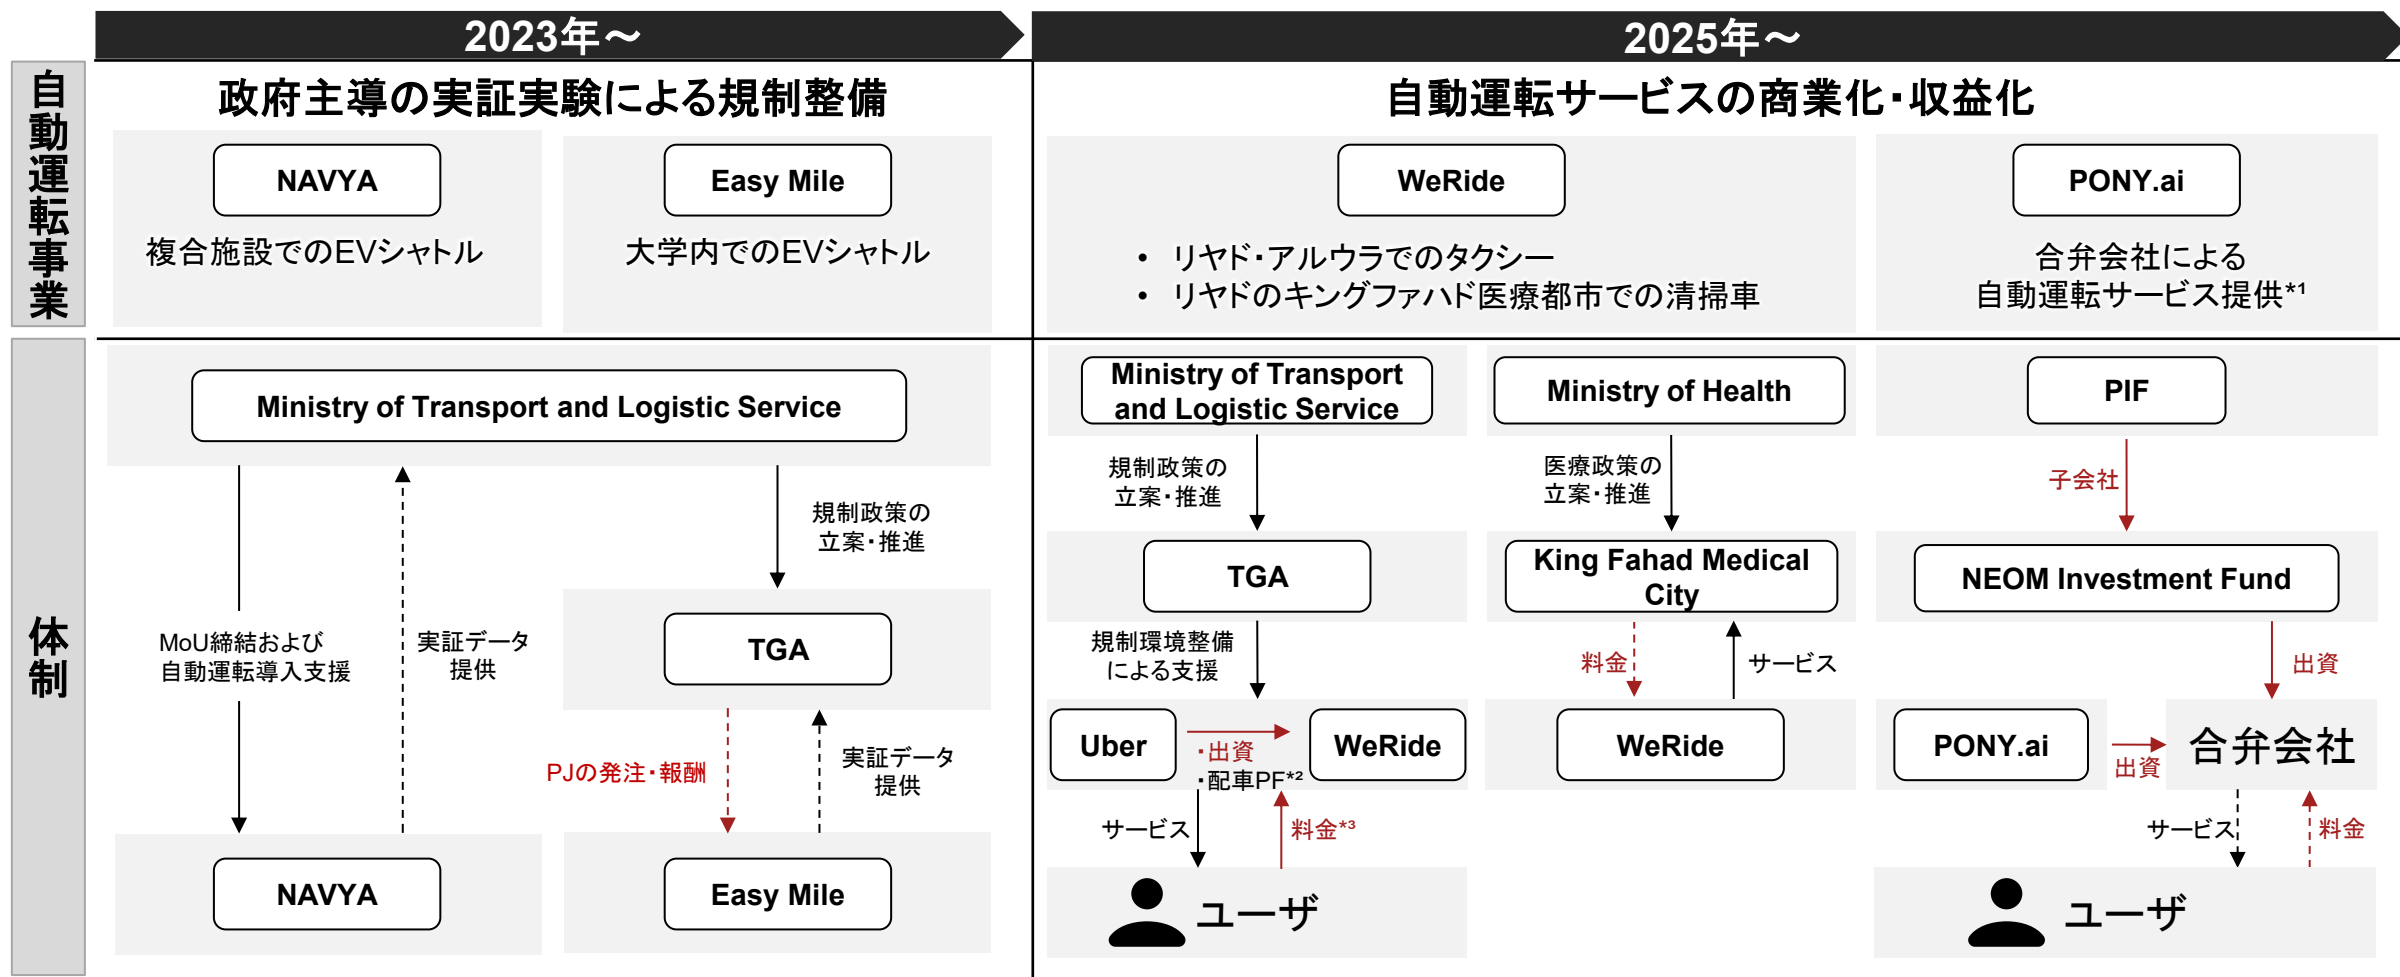 2023年～
2025年～
自動運転事業
政府主導の実証実験による規制整備
自動運転サービスの商業化・収益化
NAVYA
複合施設でのEVシャトル
Easy Mile
大学内でのEVシャトル
WeRide
• リヤド・アルウラでのタクシー
• リヤドのキングファハド医療都市での清掃車
PONY.ai
合弁会社による
自動運転サービス提供*¹
体制
Ministry of Transport and Logistic Service
MoU締結および
自動運転導入支援
実証データ
提供
規制政策の
立案・推進
TGA
PJの発注・報酬
実証データ
提供
NAVYA
Easy Mile
Ministry of Transport
and Logistic Service
規制政策の
立案・推進
TGA
規制環境整備
による支援
Uber
・出資
・配車PF*²
WeRide
サービス
料金*³
ユーザ
Ministry of Health
医療政策の
立案・推進
King Fahad Medical
City
料金
サービス
WeRide
PIF
子会社
NEOM Investment Fund
出資
PONY.ai
出資
合弁会社
サービス
料金
ユーザ